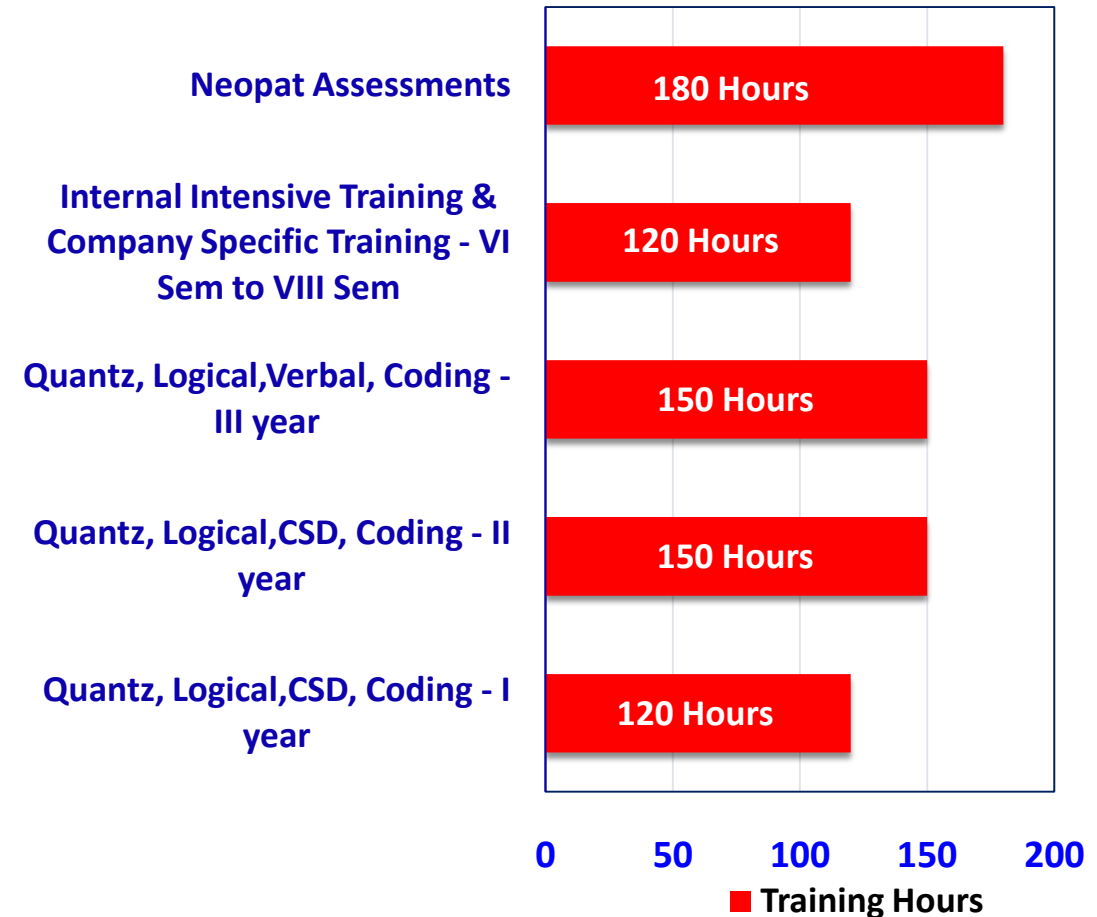 Neopat Assessments
180 Hours
Internal Intensive Training &
Company Specific Training - VI
Sem to VIII Sem
120 Hours
Quantz, Logical,Verbal, Coding -
III year
150 Hours
Quantz, Logical,CSD, Coding - II
year
150 Hours
Quantz, Logical,CSD, Coding - I
year
120 Hours
0 50 100 150 200
Training Hours